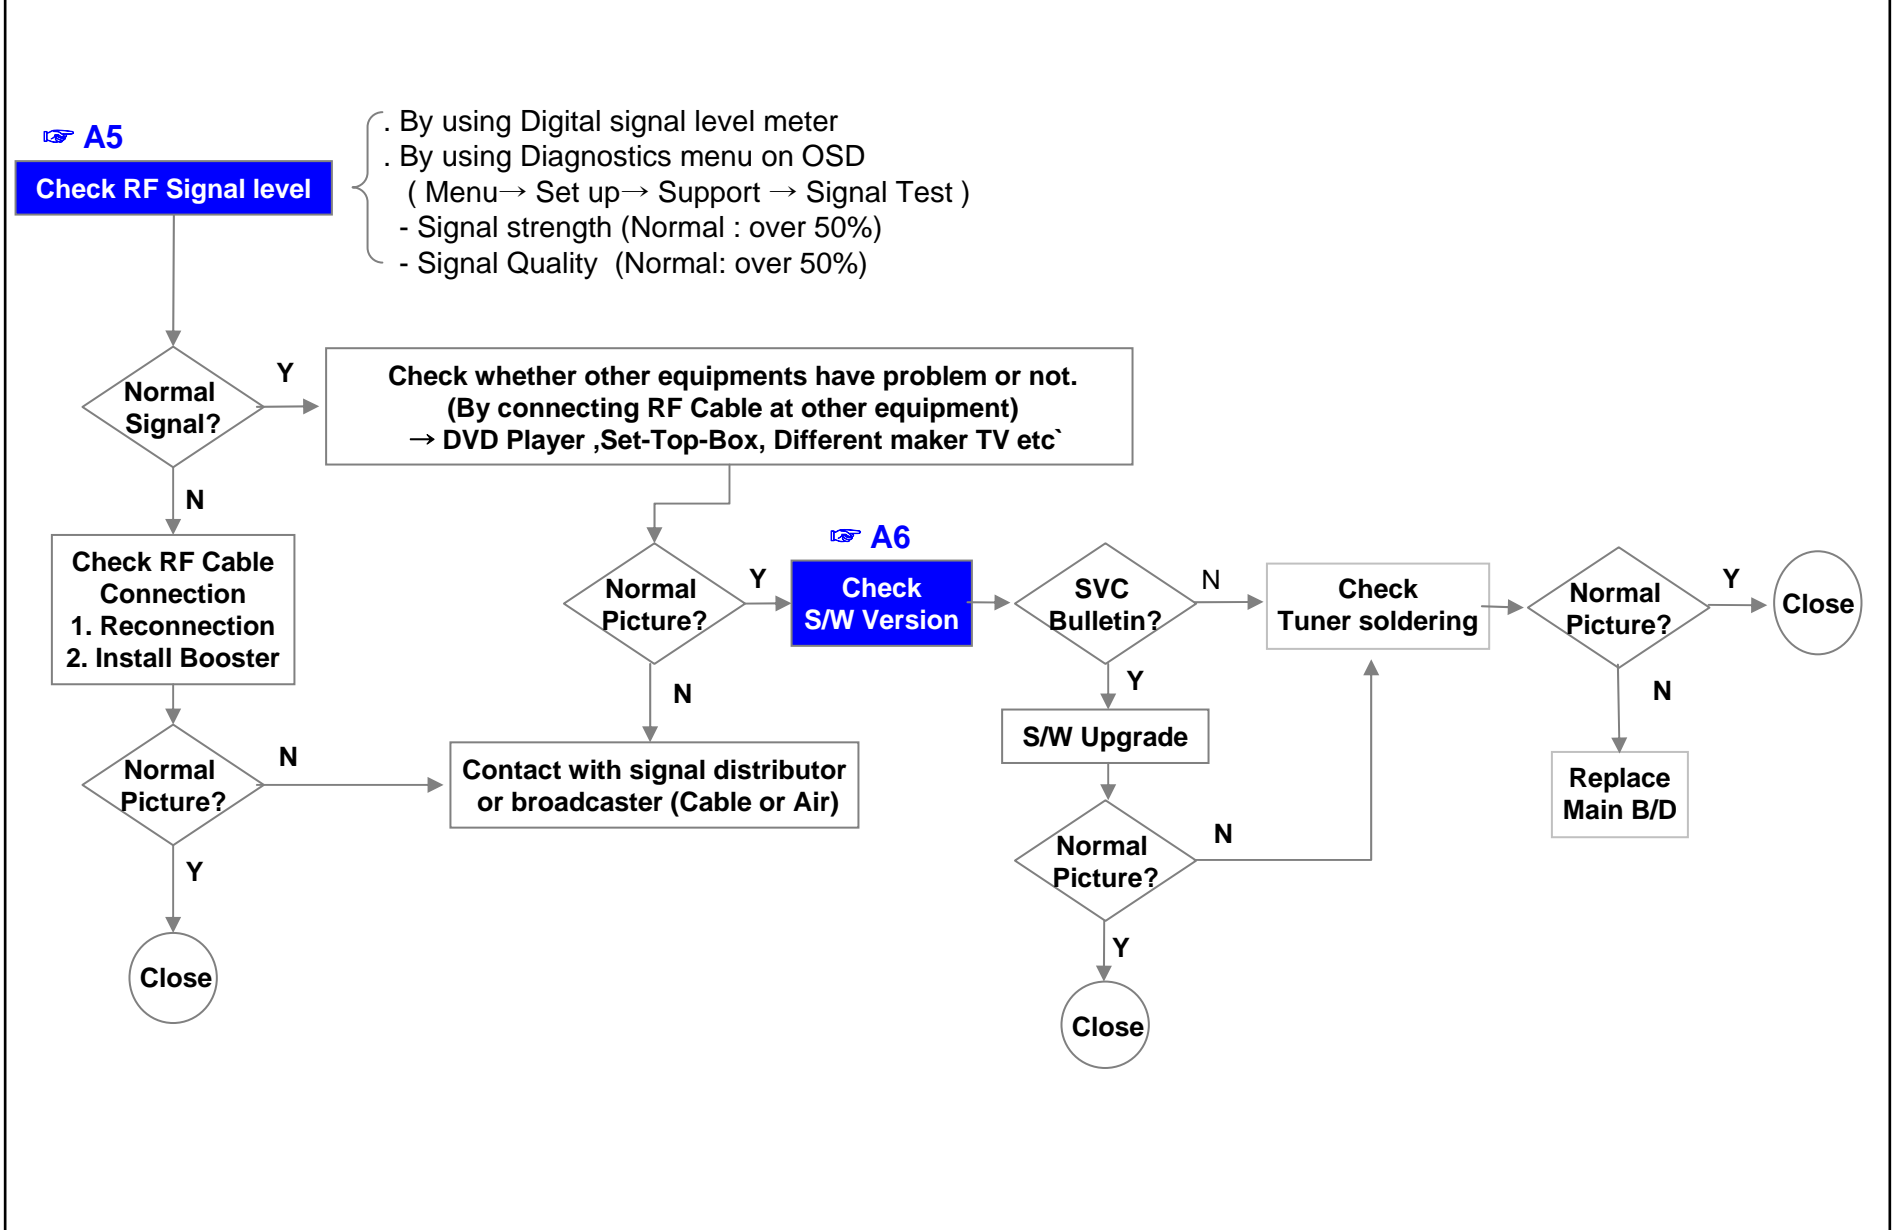 ☞ A5
Check RF Signal level
. By using Digital signal level meter
. By using Diagnostics menu on OSD
( Menu→ Set up→ Support → Signal Test )
- Signal strength (Normal : over 50%)
- Signal Quality (Normal: over 50%)
Normal
Signal?
Y
Check whether other equipments have problem or not.
(By connecting RF Cable at other equipment)
→ DVD Player ,Set-Top-Box, Different maker TV etc`
N
Check RF Cable
Connection
1. Reconnection
2. Install Booster
Normal
Picture?
N
Y
Close
Normal
Picture?
Y
N
Contact with signal distributor
or broadcaster (Cable or Air)
☞ A6
Check
S/W Version
SVC
Bulletin?
N
Y
S/W Upgrade
Normal
Picture?
N
Y
Close
Check
Tuner soldering
Normal
Picture?
Y
Close
N
Replace
Main B/D